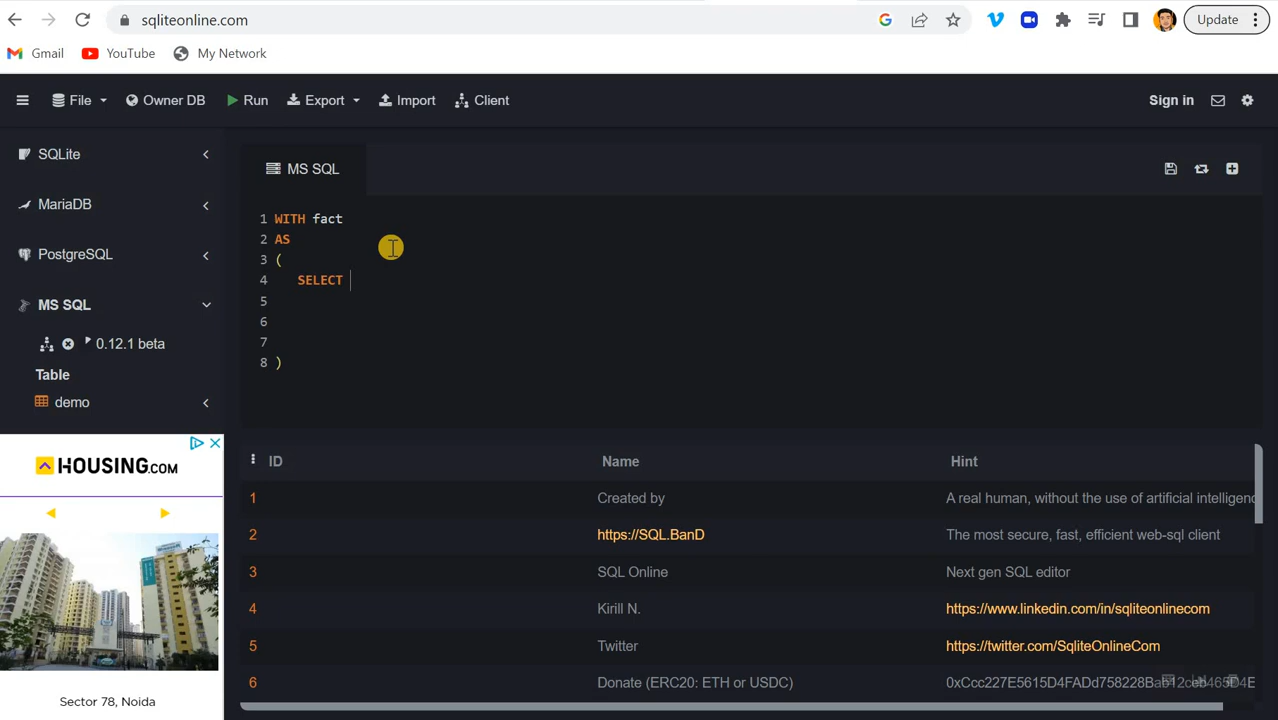 sqliteonline.com
Update
Gmail YouTube My Network
File Owner DB Run Export Import Client Sign in
SQLite
MariaDB
PostgreSQL
MS SQL
0.12.1 beta
Table
demo
MS SQL
1 WITH fact
2 AS
3 (
4 SELECT
5
6
7
8 )
HOUSING.COM
Sector 78, Noida
ID Name Hint
1 Created by A real human, without the use of artificial intelligenc
2 https://SQL.BanD The most secure, fast, efficient web-sql client
3 SQL Online Next gen SQL editor
4 Kirill N. https://www.linkedin.com/in/sqliteonlinecom
5 Twitter https://twitter.com/SqliteOnlineCom
6 Donate (ERC20: ETH or USDC)